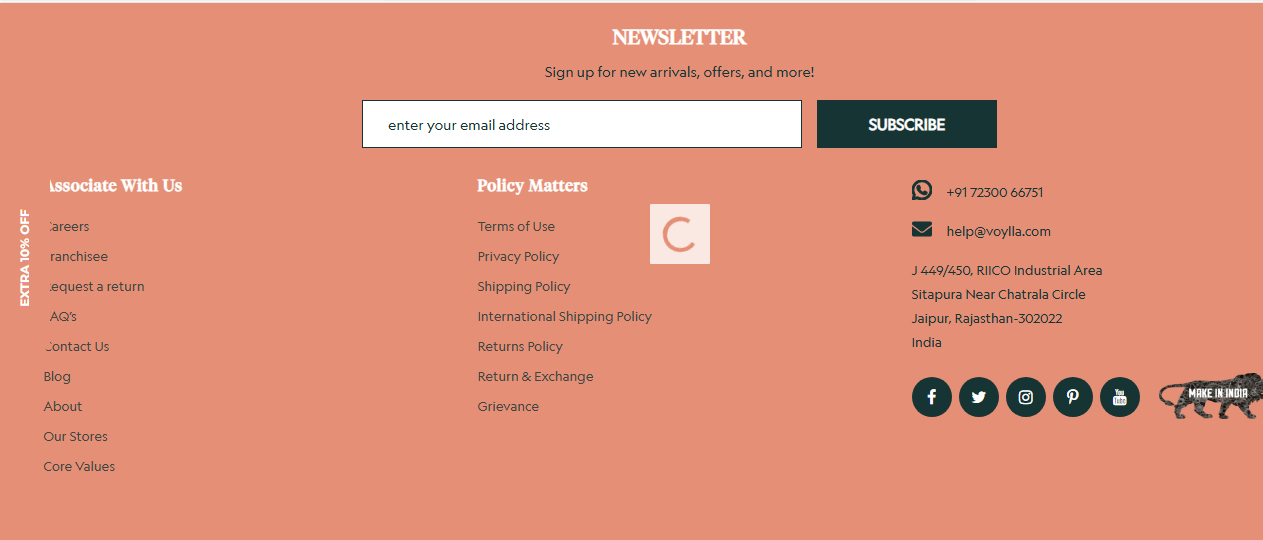 NEWSLETTER
Sign up for new arrivals, offers, and more!
enter your email address
SUBSCRIBE
EXTRA 10% OFF
Associate With Us
Careers
Franchisee
Request a return
FAQ's
Contact Us
Blog
About
Our Stores
Core Values
Policy Matters
Terms of Use
Privacy Policy
Shipping Policy
International Shipping Policy
Returns Policy
Return & Exchange
Grievance
+91 72300 66751
help@voylla.com
J 449/450, RIICO Industrial Area
Sitapura Near Chatrala Circle
Jaipur, Rajasthan-302022
India
You
Tube
MAKE IN INDIA